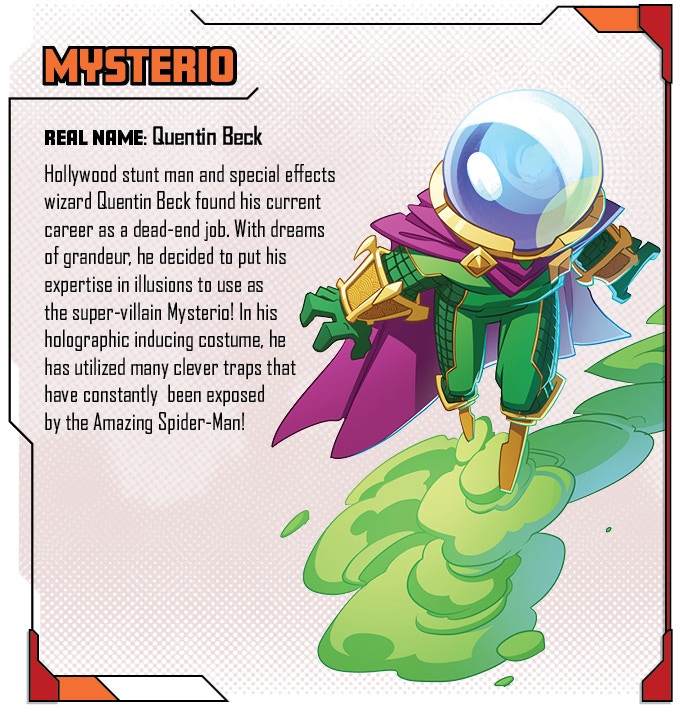 MYSTERIO
REAL NAME: Quentin Beck
Hollywood stunt man and special effects
wizard Quentin Beck found his current
career as a dead-end job. With dreams
of grandeur, he decided to put his
expertise in illusions to use as
the super-villain Mysterio! In his
holographic inducing costume, he
has utilized many clever traps that
have constantly been exposed
by the Amazing Spider-Man!